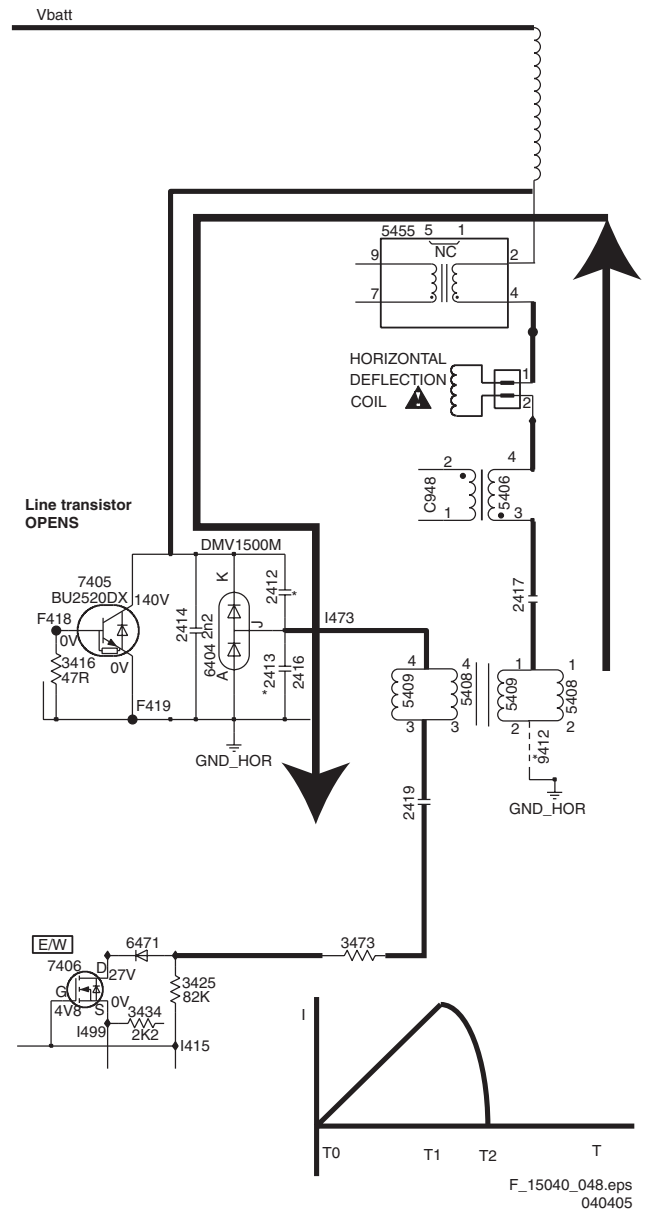 Vbatt
5455 5 1
NC
9 2
7 4
HORIZONTAL
DEFLECTION
COIL
1
2
2 4
C948
5406
1 3
Line transistor
OPENS
DMV1500M
7405
BU2520DX
140V
F418
0V
3416
47R
0V
F419
2414
2n2
6404
K
A
J
2412
*
*2413
2416
I473
2417
4 4 1 1
5409
5408
5409
5408
3 3 2 2
*9412
GND_HOR
GND_HOR
2419
E/W
6471
3473
7406
D
27V
G
4V8
S
0V
3425
82K
3434
2K2
I499
I415
I
T0 T1 T2 T
F_15040_048.eps
040405